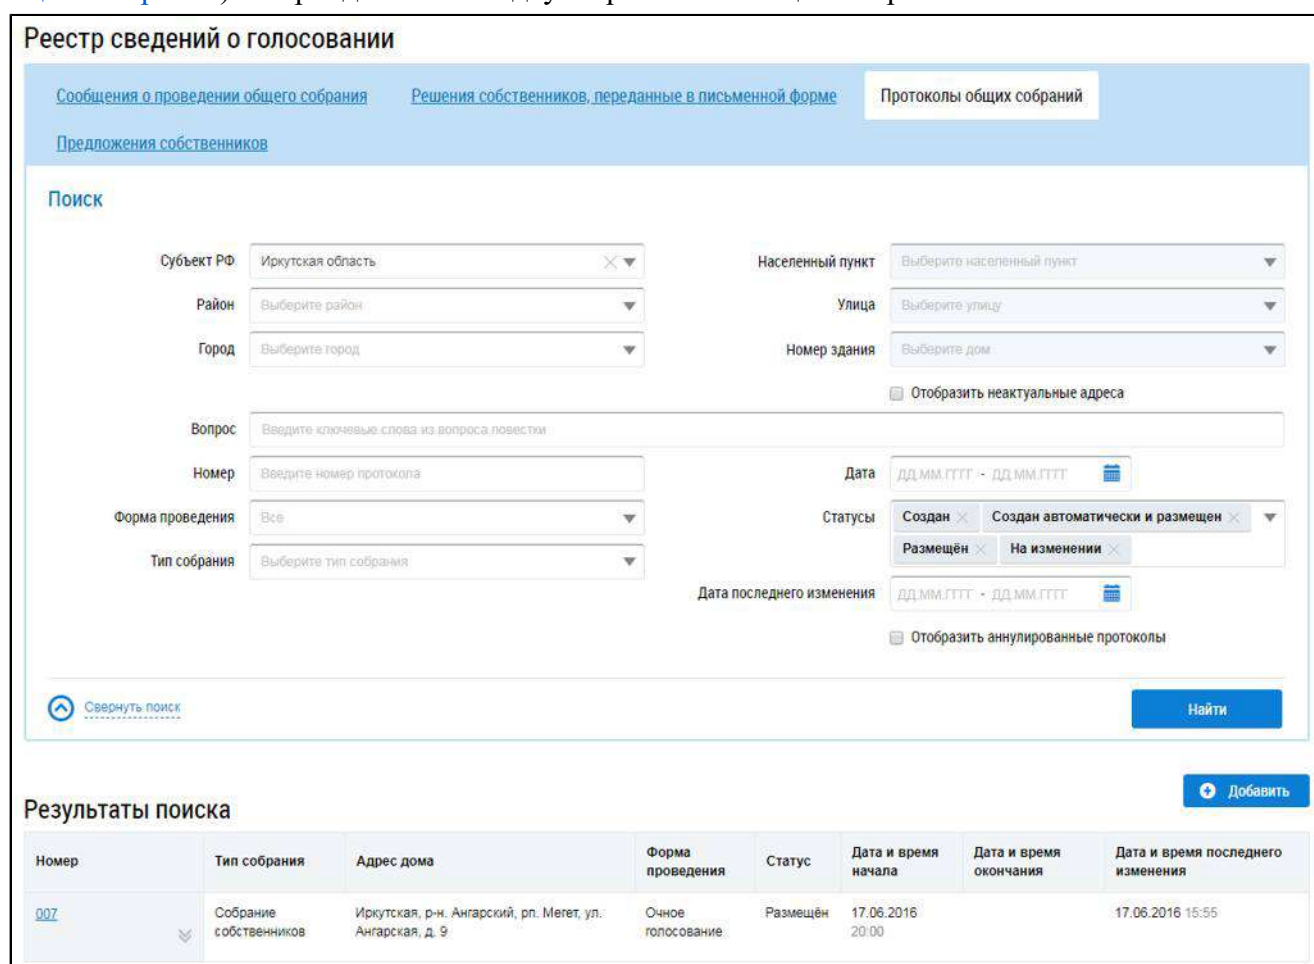 Реестр сведений о голосовании
Сообщения о проведении общего собрания Решения собственников, переданные в письменной форме Протоколы общих собраний
Предложения собственников
Поиск
Субъект РФ Иркутская область Населенный пункт Выберите населенный пункт
Район Выберите район Улица Выберите улицу
Город Выберите город Номер здания Выберите дом
Отобразить неактуальные адреса
Вопрос Введите ключевые слова из вопроса повестки
Номер Введите номер протокола Дата ДД.ММ.ГГГГ - ДД.ММ.ГГГГ
Форма проведения Все Статусы Создан Создан автоматически и размещен
Размещён На изменении
Тип собрания Выберите тип собрания
Дата последнего изменения ДД.ММ.ГГГГ - ДД.ММ.ГГГГ
Отобразить аннулированные протоколы
Свернуть поиск Найти
Добавить
Результаты поиска
Номер Тип собрания Адрес дома Форма проведения Статус Дата и время начала Дата и время окончания Дата и время последнего изменения
007 Собрание собственников Иркутская, р-н. Ангарский, рп. Мегет, ул. Ангарская, д. 9 Очное голосование Размещён 17.06.2016 20:00 17.06.2016 15:55